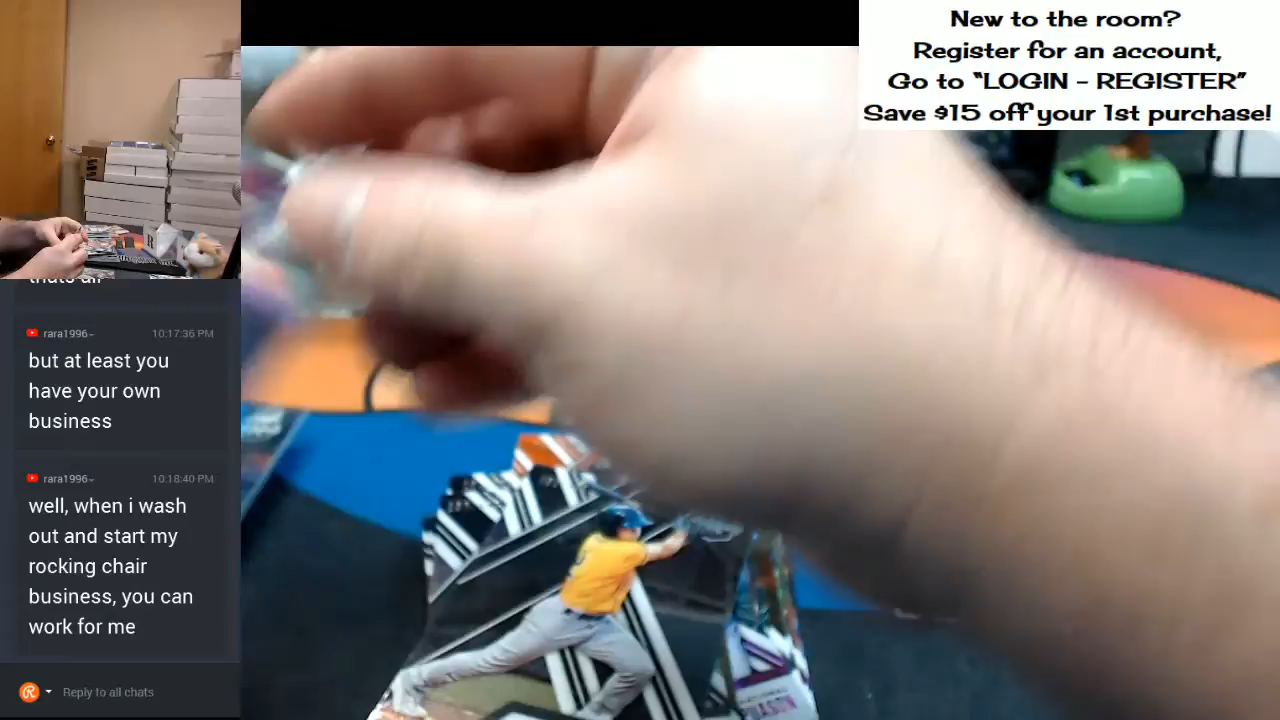 New to the room?
Register for an account,
Go to "LOGIN - REGISTER"
Save $15 off your 1st purchase!
rara1996~ 10:17:36 PM
but at least you
have your own
business
rara1996~ 10:18:40 PM
well, when i wash
out and start my
rocking chair
business, you can
work for me
Reply to all chats